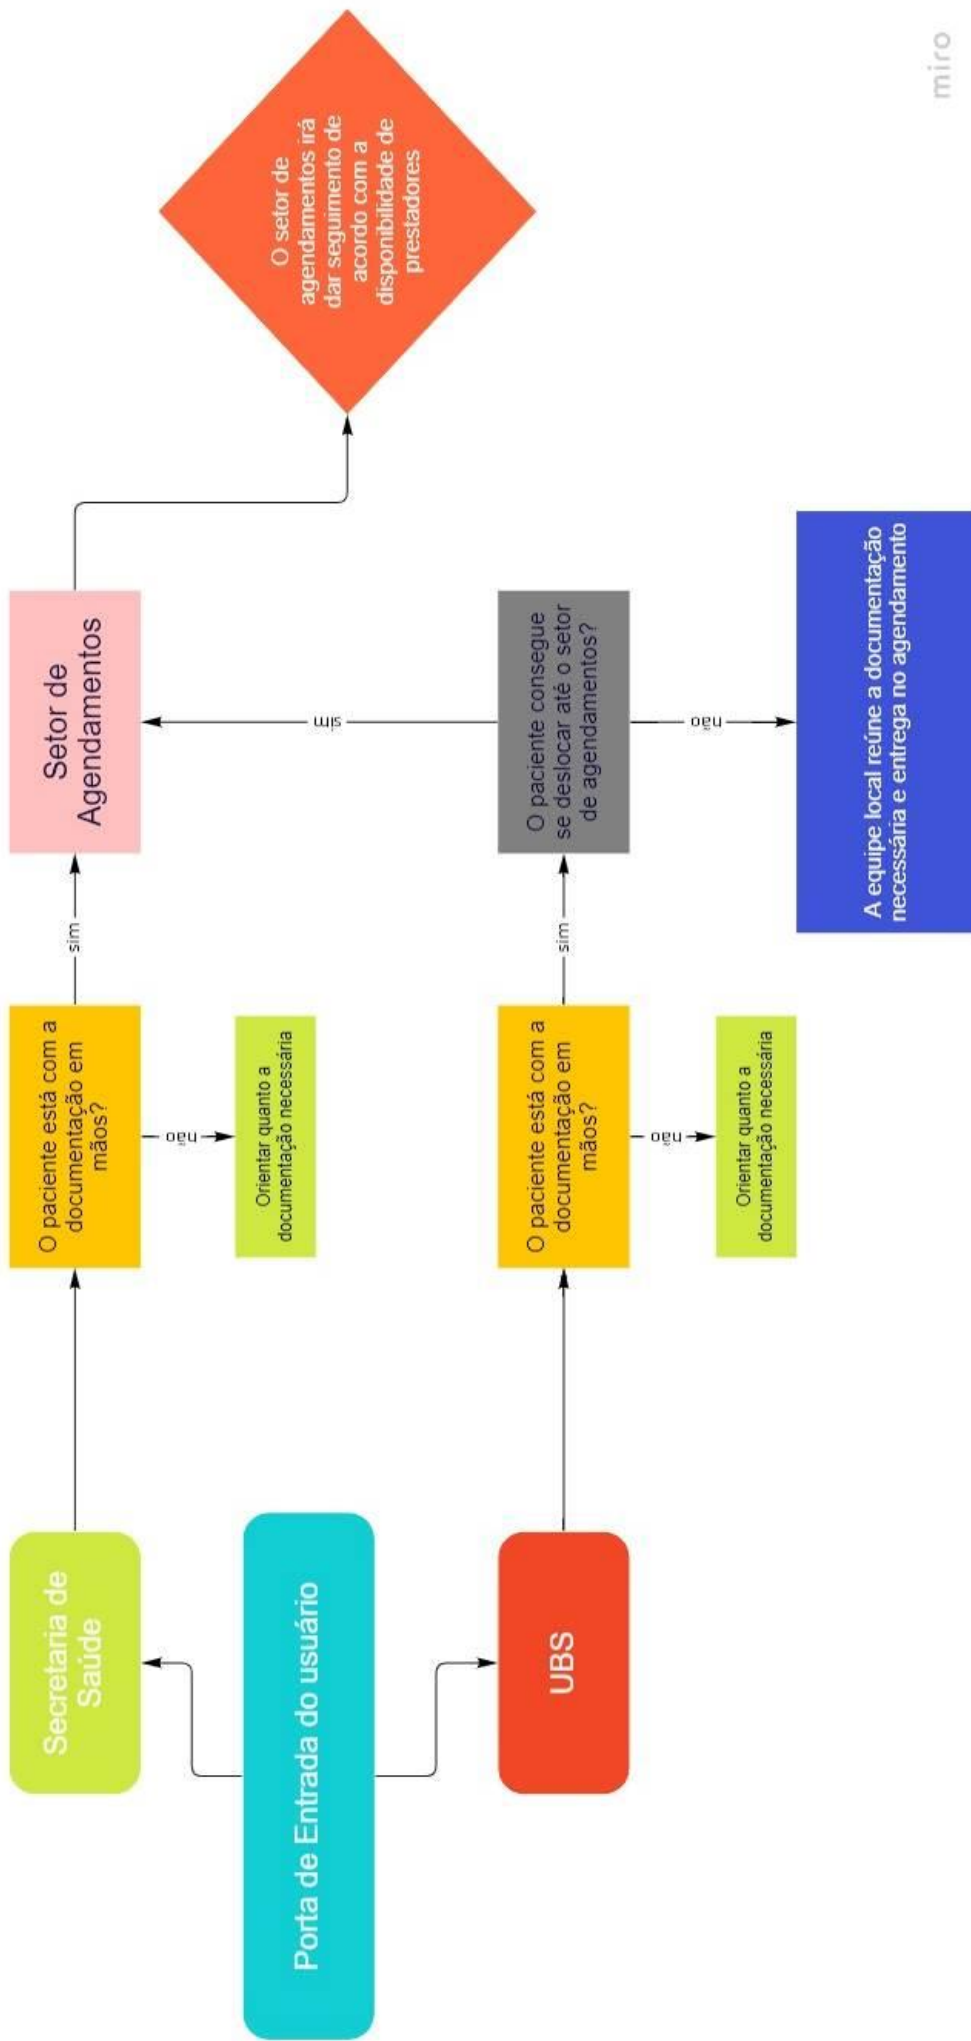 Porta de Entrada do usuário
Secretaria de
Saúde
O paciente está com a
documentação em
mãos?
não
Orientar quanto a
documentação necessária
sim
Setor de
Agendamentos
O setor de
agendamentos irá
dar seguimento de
acordo com a
disponibilidade de
prestadores
UBS
O paciente está com a
documentação em
mãos?
não
Orientar quanto a
documentação necessária
sim
O paciente consegue
se deslocar até o setor
de agendamentos?
sim
não
A equipe local reúne a documentação
necessária e entrega no agendamento
miro